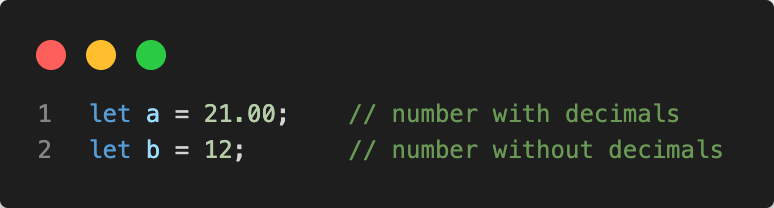 1 let a = 21.00; // number with decimals
2 let b = 12; // number without decimals